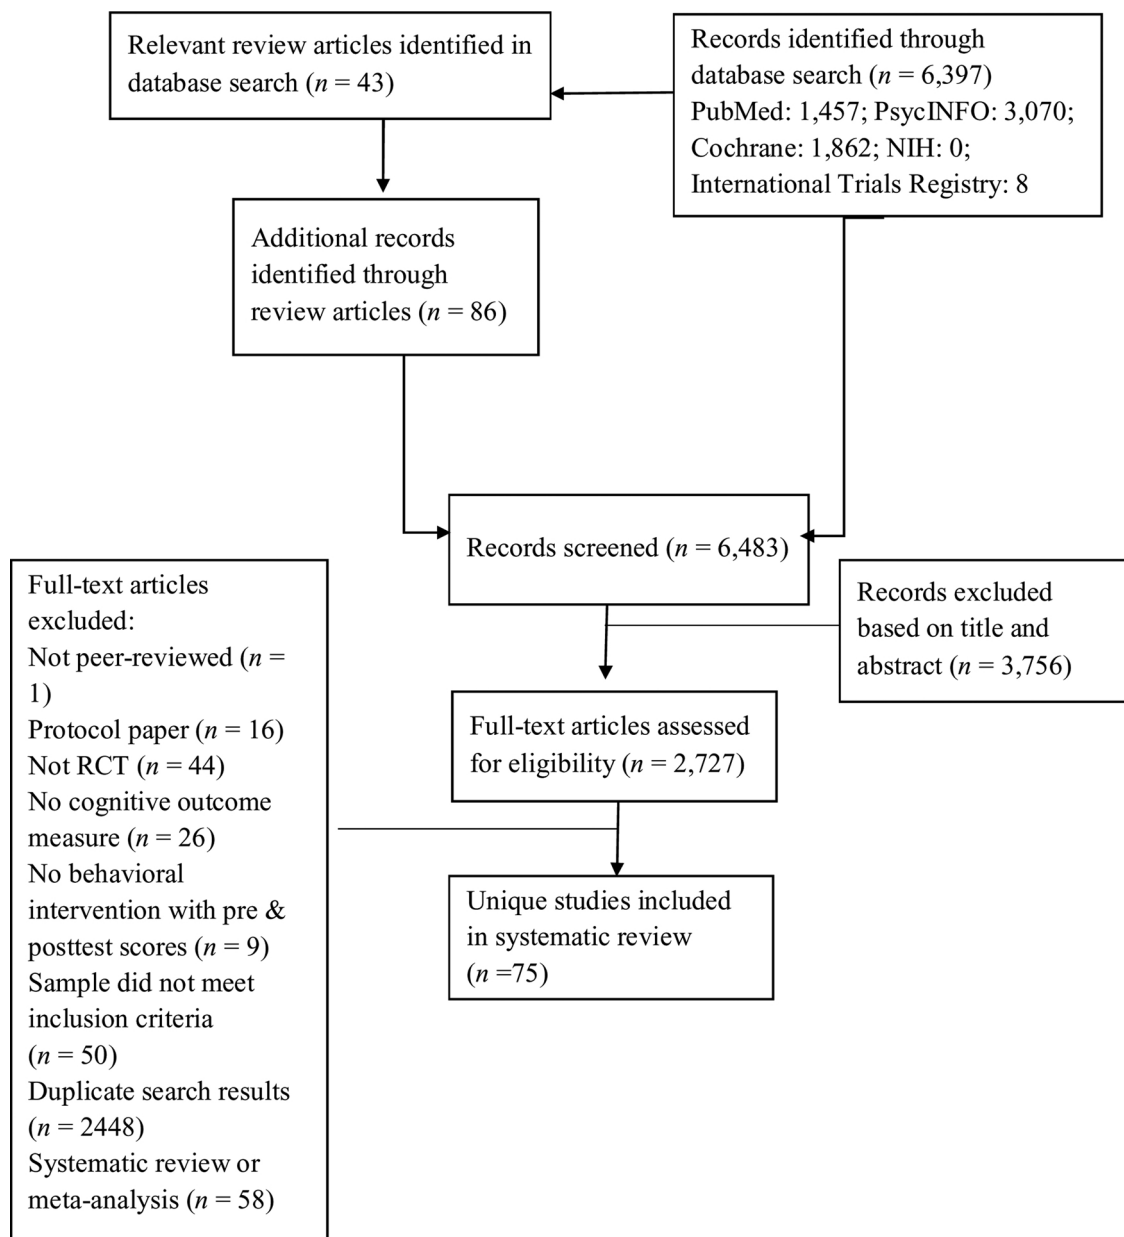 Relevant review articles identified in
database search (n = 43)
Records identified through
database search (n = 6,397)
PubMed: 1,457; PsycINFO: 3,070;
Cochrane: 1,862; NIH: 0;
International Trials Registry: 8
Additional records
identified through
review articles (n = 86)
Records screened (n = 6,483)
Records excluded
based on title and
abstract (n = 3,756)
Full-text articles assessed
for eligibility (n = 2,727)
Full-text articles
excluded:
Not peer-reviewed (n =
1)
Protocol paper (n = 16)
Not RCT (n = 44)
No cognitive outcome
measure (n = 26)
No behavioral
intervention with pre &
posttest scores (n = 9)
Sample did not meet
inclusion criteria
(n = 50)
Duplicate search results
(n = 2448)
Systematic review or
meta-analysis (n = 58)
Unique studies included
in systematic review
(n =75)